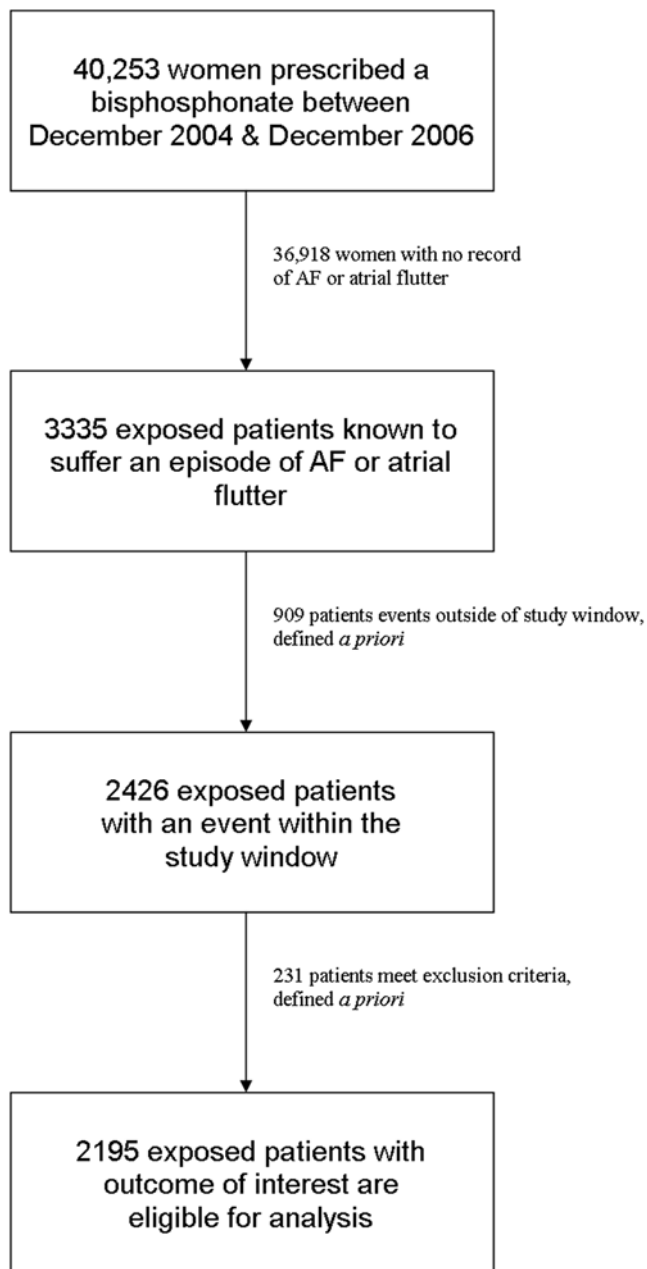 40,253 women prescribed a
bisphosphonate between
December 2004 & December 2006
36,918 women with no record
of AF or atrial flutter
3335 exposed patients known to
suffer an episode of AF or atrial
flutter
909 patients events outside of study window,
defined a priori
2426 exposed patients
with an event within the
study window
231 patients meet exclusion criteria,
defined a priori
2195 exposed patients with
outcome of interest are
eligible for analysis